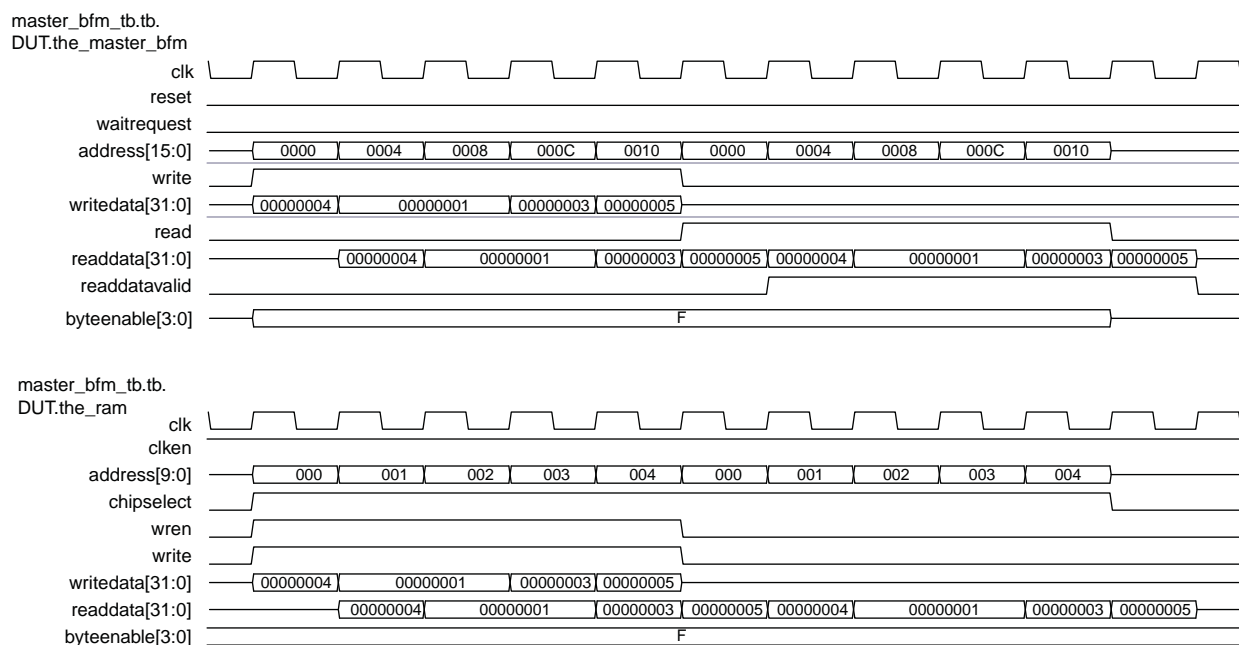 master_bfm_tb.tb.
DUT.the_master_bfm
clk
reset
waitrequest
address[15:0] 0000 0004 0008 000C 0010 0000 0004 0008 000C 0010
write
writedata[31:0] 00000004 00000001 00000003 00000005
read
readdata[31:0] 00000004 00000001 00000003 00000005 00000004 00000001 00000003 00000005
readdatavalid
byteenable[3:0] F
master_bfm_tb.tb.
DUT.the_ram
clk
clken
address[9:0] 000 001 002 003 004 000 001 002 003 004
chipselect
wren
write
writedata[31:0] 00000004 00000001 00000003 00000005
readdata[31:0] 00000004 00000001 00000003 00000005 00000004 00000001 00000003 00000005
byteenable[3:0] F